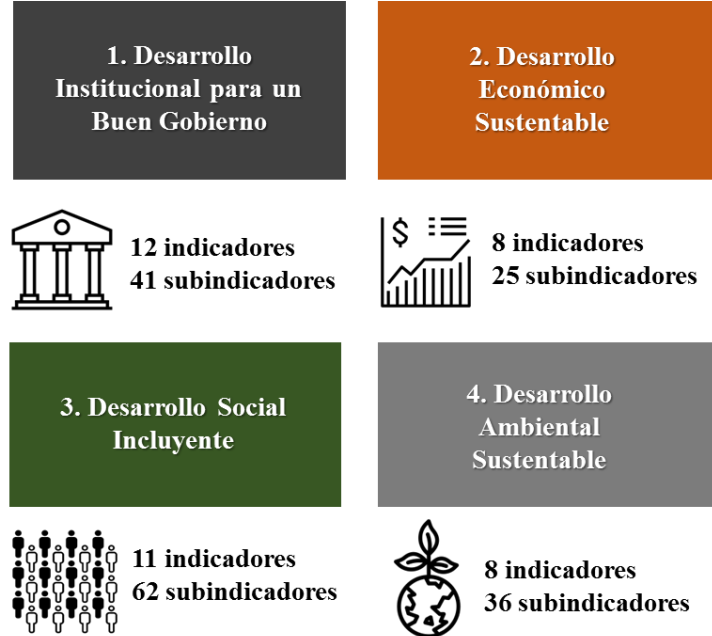 1. Desarrollo
Institucional para un
Buen Gobierno
12 indicadores
41 subindicadores
2. Desarrollo
Económico
Sustentable
$
8 indicadores
25 subindicadores
3. Desarrollo Social
Incluyente
11 indicadores
62 subindicadores
4. Desarrollo
Ambiental
Sustentable
8 indicadores
36 subindicadores